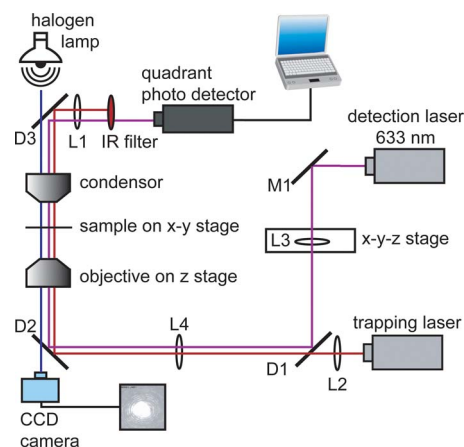 halogen
lamp
quadrant
photo detector
detection laser
633 nm
D3
L1
IR filter
M1
condensor
sample on x-y stage
L3
x-y-z stage
objective on z stage
D2
L4
trapping laser
D1
L2
CCD
camera